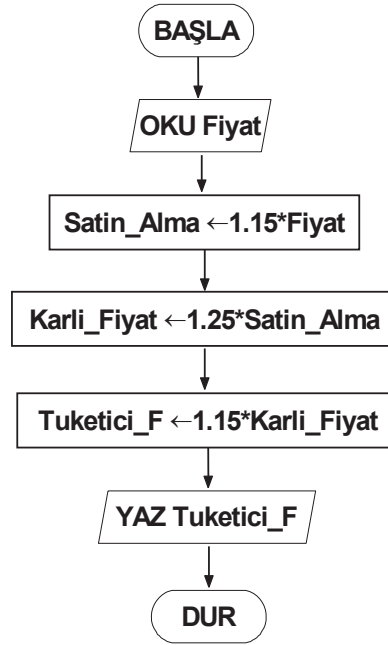 BAŞLA
OKU Fiyat
Satin_Alma ←1.15*Fiyat
Karli_Fiyat ←1.25*Satin_Alma
Tuketici_F ←1.15*Karli_Fiyat
YAZ Tuketici_F
DUR